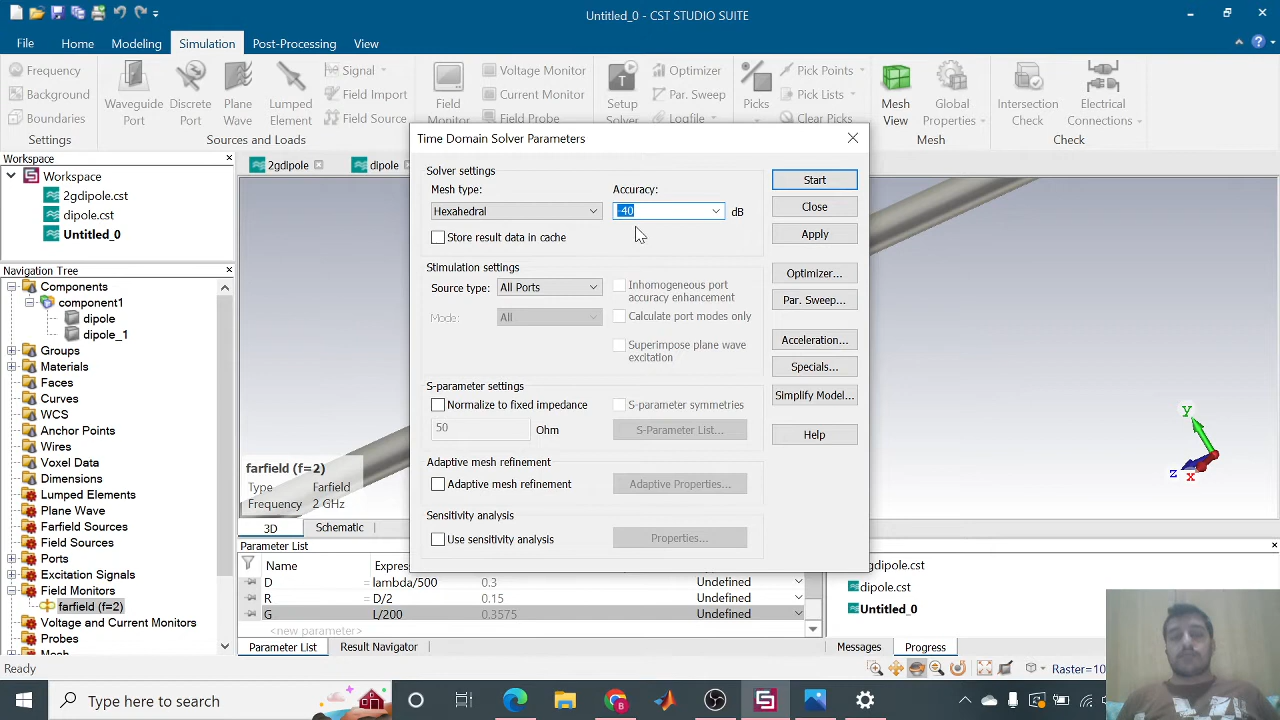 Untitled_0 - CST STUDIO SUITE
File
Home
Modeling
Simulation
Post-Processing
View
Frequency
Background
Boundaries
Settings
Waveguide Port
Discrete Port
Plane Wave
Lumped Element
Signal
Field Import
Field Source
Sources and Loads
Field Monitor
Voltage Monitor
Current Monitor
Field Probe
Setup Solver
Optimizer
Par. Sweep
Logfile
Picks
Pick Points
Pick Lists
Clear Picks
Mesh View
Global Properties
Mesh
Intersection Check
Electrical Connections
Check
Workspace
Workspace
2gdipole.cst
dipole.cst
Untitled_0
Navigation Tree
Components
component1
dipole
dipole_1
Groups
Materials
Faces
Curves
WCS
Anchor Points
Wires
Voxel Data
Dimensions
Lumped Elements
Plane Wave
Farfield Sources
Field Sources
Ports
Excitation Signals
Field Monitors
farfield (f=2)
Voltage and Current Monitors
Probes
Mesh
2gdipole
dipole
Time Domain Solver Parameters
Solver settings
Mesh type:
Accuracy:
Hexahedral
-40
dB
Store result data in cache
Stimulation settings
Source type:
All Ports
Inhomogeneous port
accuracy enhancement
Mode:
All
Calculate port modes only
Superimpose plane wave
excitation
S-parameter settings
Normalize to fixed impedance
S-parameter symmetries
50
Ohm
S-Parameter List...
Adaptive mesh refinement
Adaptive mesh refinement
Adaptive Properties...
Sensitivity analysis
Use sensitivity analysis
Properties...
Start
Close
Apply
Optimizer...
Par. Sweep...
Acceleration...
Specials...
Simplify Model...
Help
y
z
x
farfield (f=2)
Type Farfield
Frequency 2 GHz
3D
Schematic
Parameter List
Name
Expres
D = lambda/500 0.3 Undefined
R = D/2 0.15 Undefined
G = L/200 0.3575 Undefined
<new parameter>
Parameter List
Result Navigator
2gdipole.cst
dipole.cst
Untitled_0
Messages
Progress
Ready
Raster=10
Type here to search